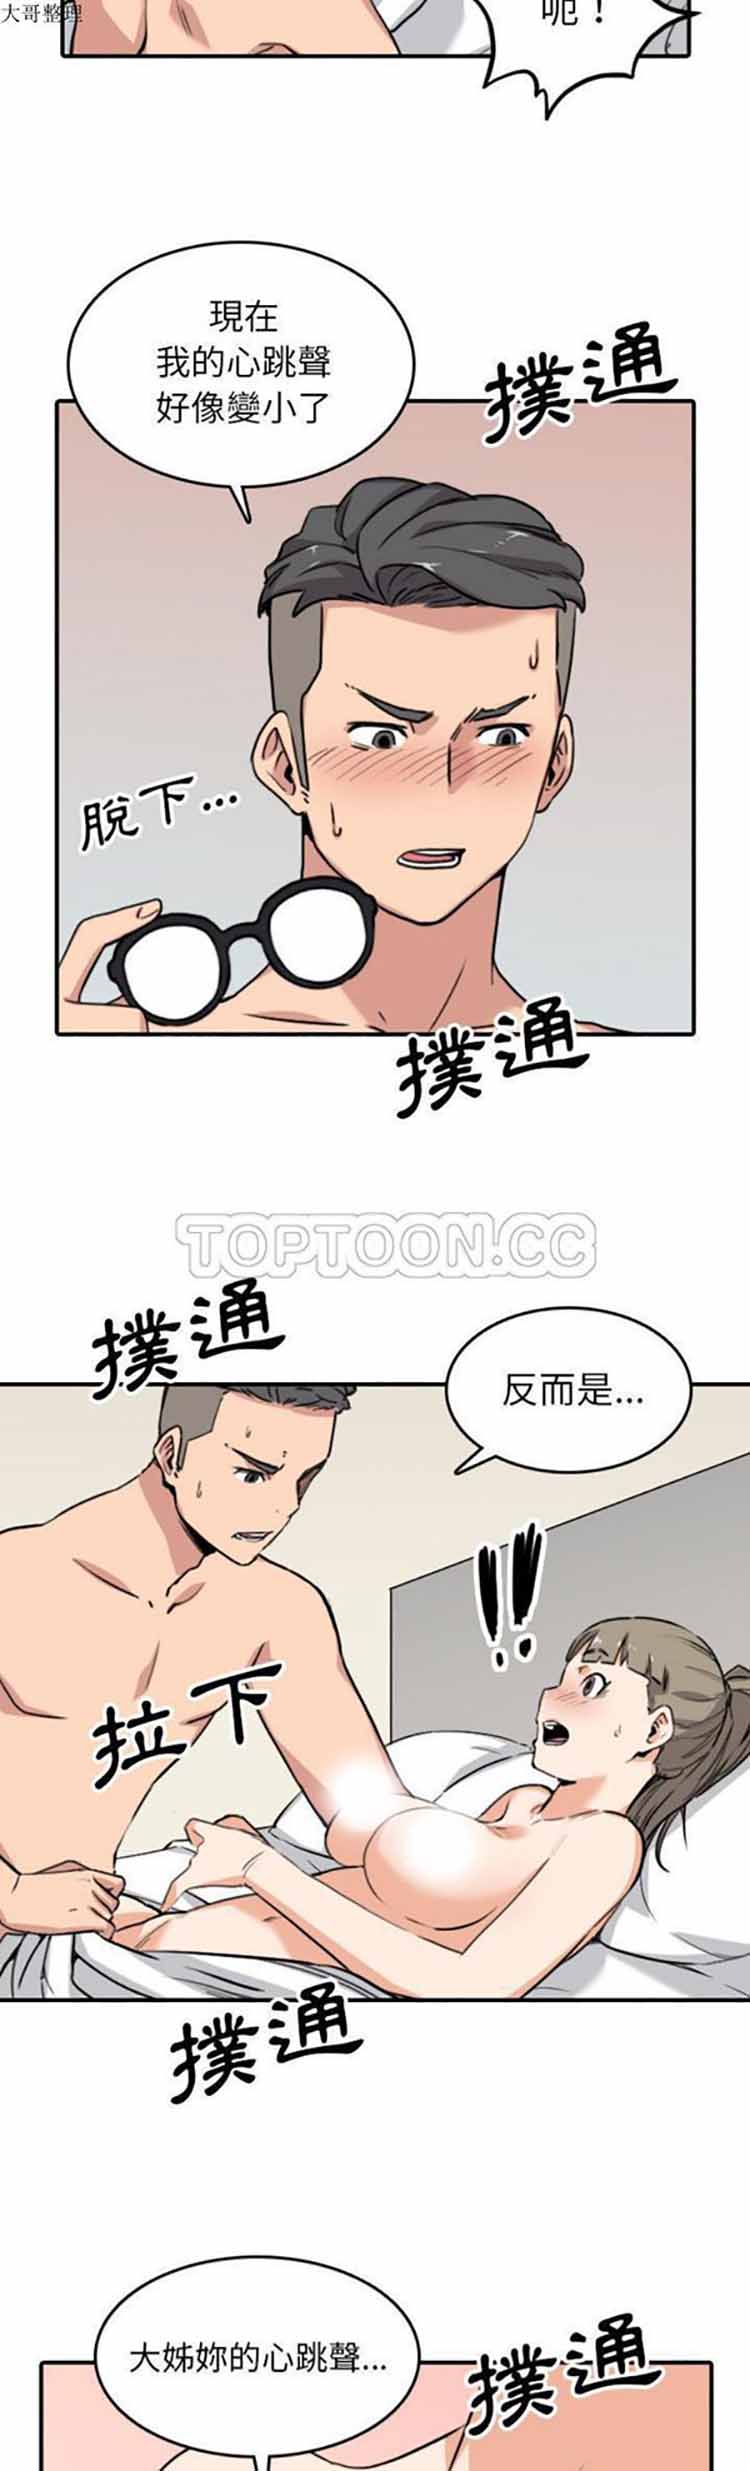 大哥整理
呃！
現在
我的心跳聲
好像變小了
撲通
脫下...
撲通
TOPTOON.CC
撲通
反而是...
!!
拉下
撲通
大姊妳的心跳聲...
撲通